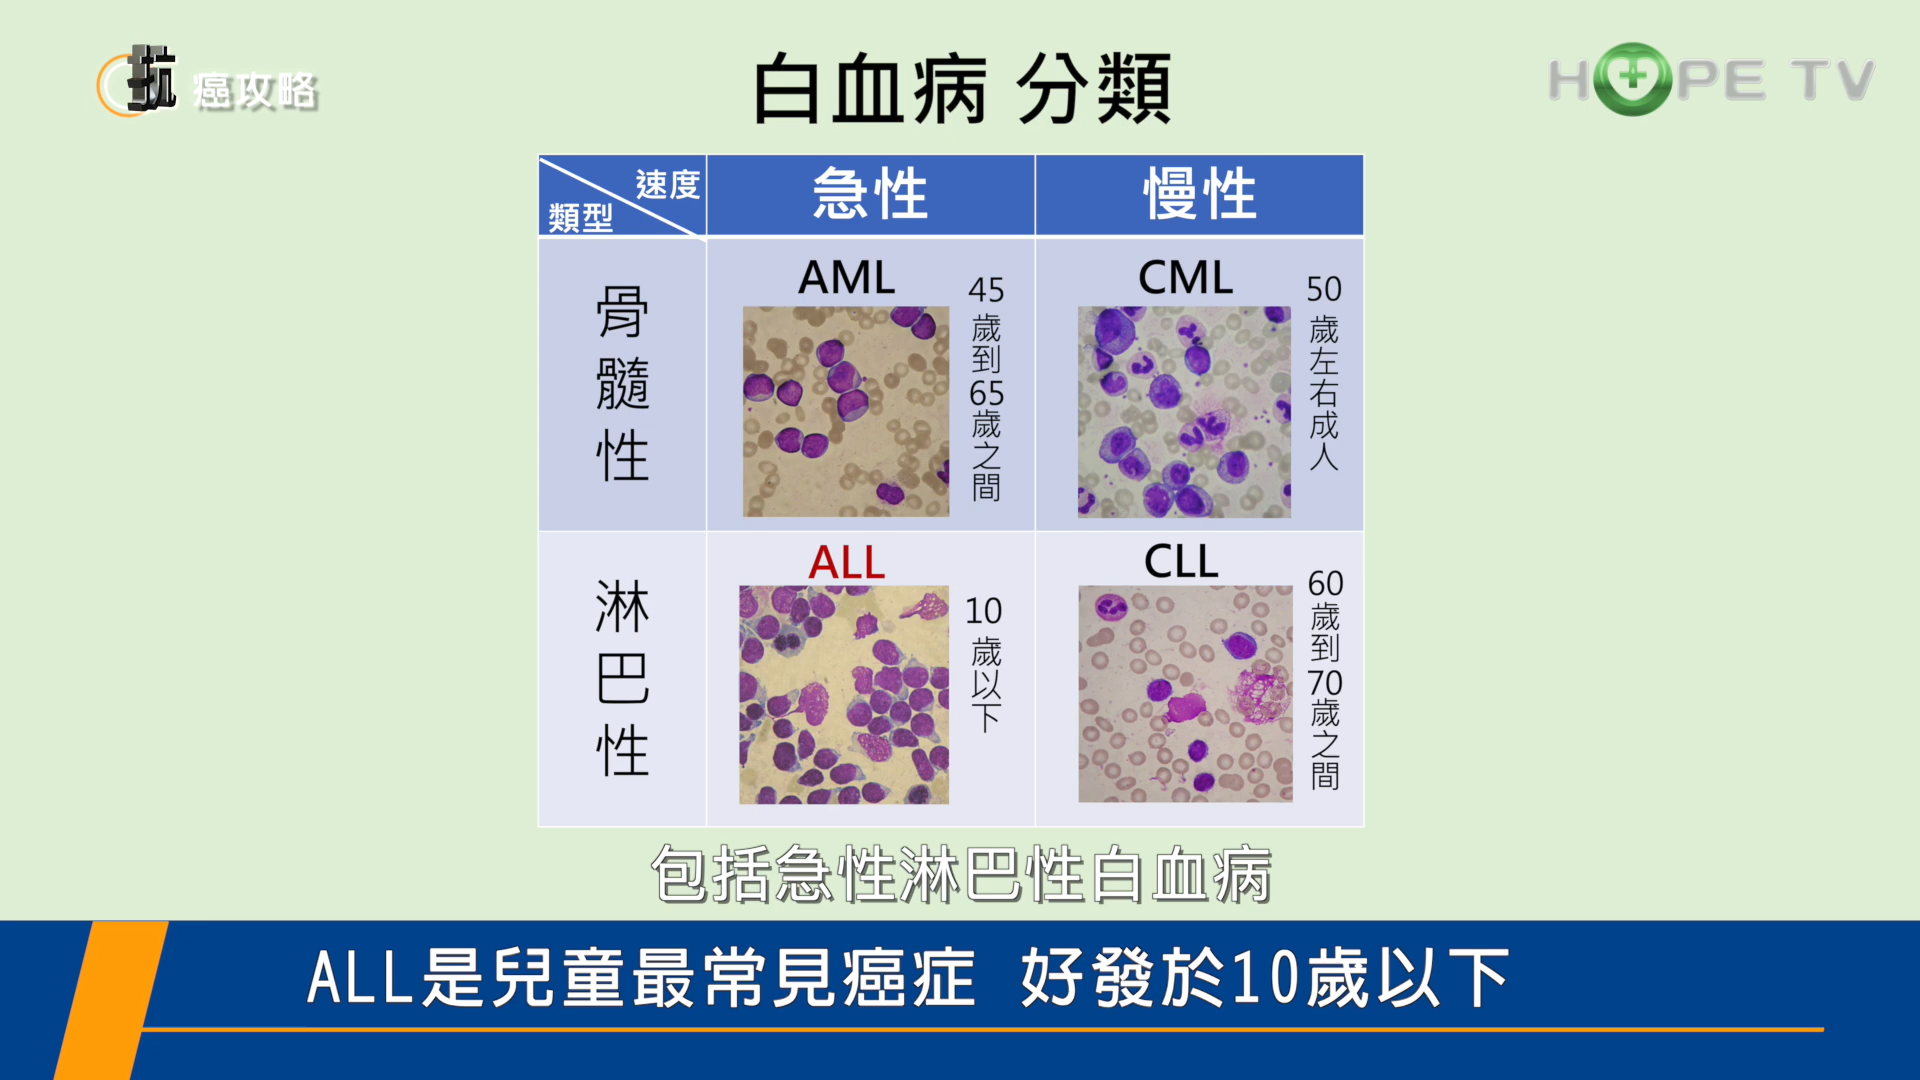 抗癌攻略
HOPE TV
白血病 分類
速度
類型
急性
慢性
骨髓性
AML
45歲到65歲之間
CML
50歲左右成人
淋巴性
ALL
10歲以下
CLL
60歲到70歲之間
包括急性淋巴性白血病
ALL是兒童最常見癌症 好發於10歲以下